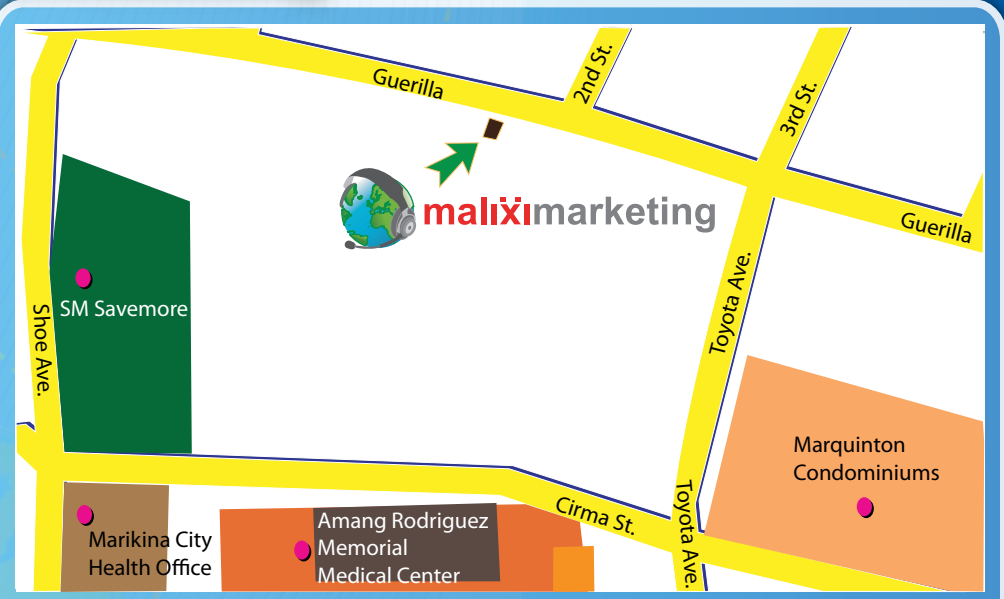 Guerilla
2nd St.
3rd St.
malixi marketing
Guerilla
Toyota Ave.
SM Savemore
Shoe Ave.
Marquinton
Condominiums
Cirma St.
Toyota Ave.
Amang Rodriguez
Memorial
Medical Center
Marikina City
Health Office